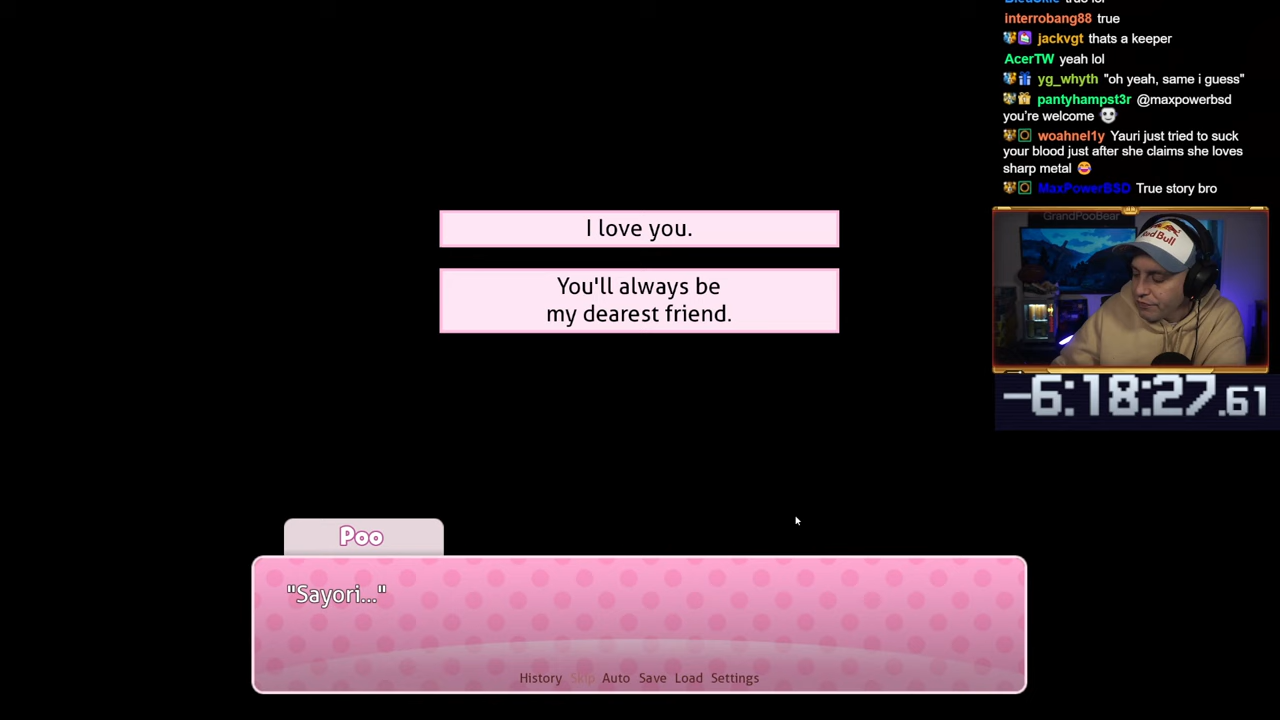 interrobang88 true
jackvgt thats a keeper
AcerTW yeah lol
yg_whyth "oh yeah, same i guess"
pantyhampst3r @maxpowerbsd
you're welcome
woahnel1y Yauri just tried to suck
your blood just after she claims she loves
sharp metal
MaxPowerBSD True story bro
I love you.
You'll always be
my dearest friend.
GrandPooBear
Red Bull
-6:18:27.61
Poo
"Sayori..."
History Skip Auto Save Load Settings